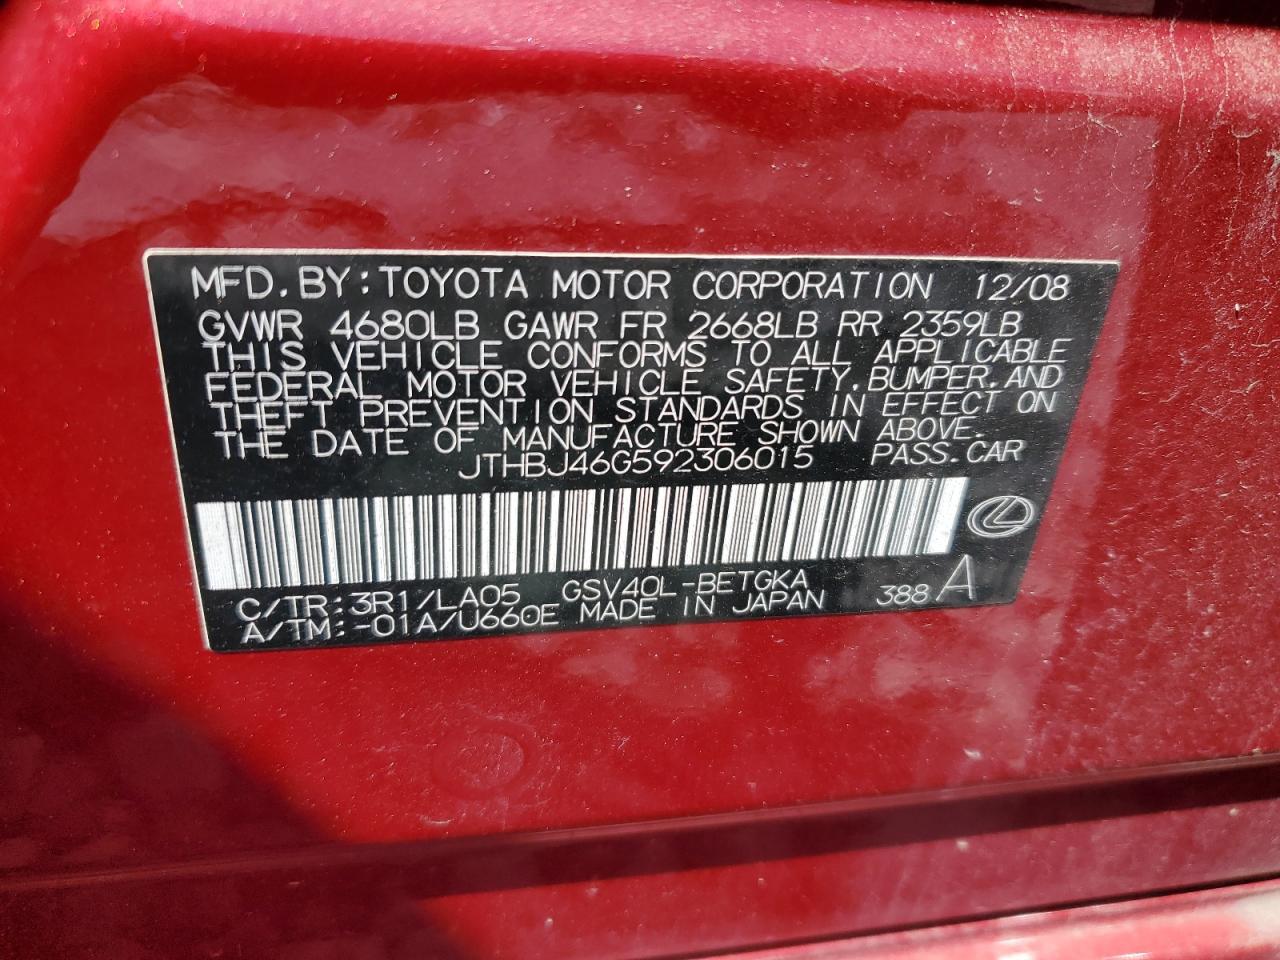 MFD. BY: TOYOTA MOTOR CORPORATION 12/08
GVWR 4680LB GAWR FR 2668LB RR 2359LB
THIS VEHICLE CONFORMS TO ALL APPLICABLE
FEDERAL MOTOR VEHICLE SAFETY, BUMPER, AND
THEFT PREVENTION STANDARDS IN EFFECT ON
THE DATE OF MANUFACTURE SHOWN ABOVE.
JTHBJ46G592306015 PASS. CAR
C/TR: 3R1/LA05 GSV40L-BETGKA
A/TM: -01A/U660E MADE IN JAPAN 388 A